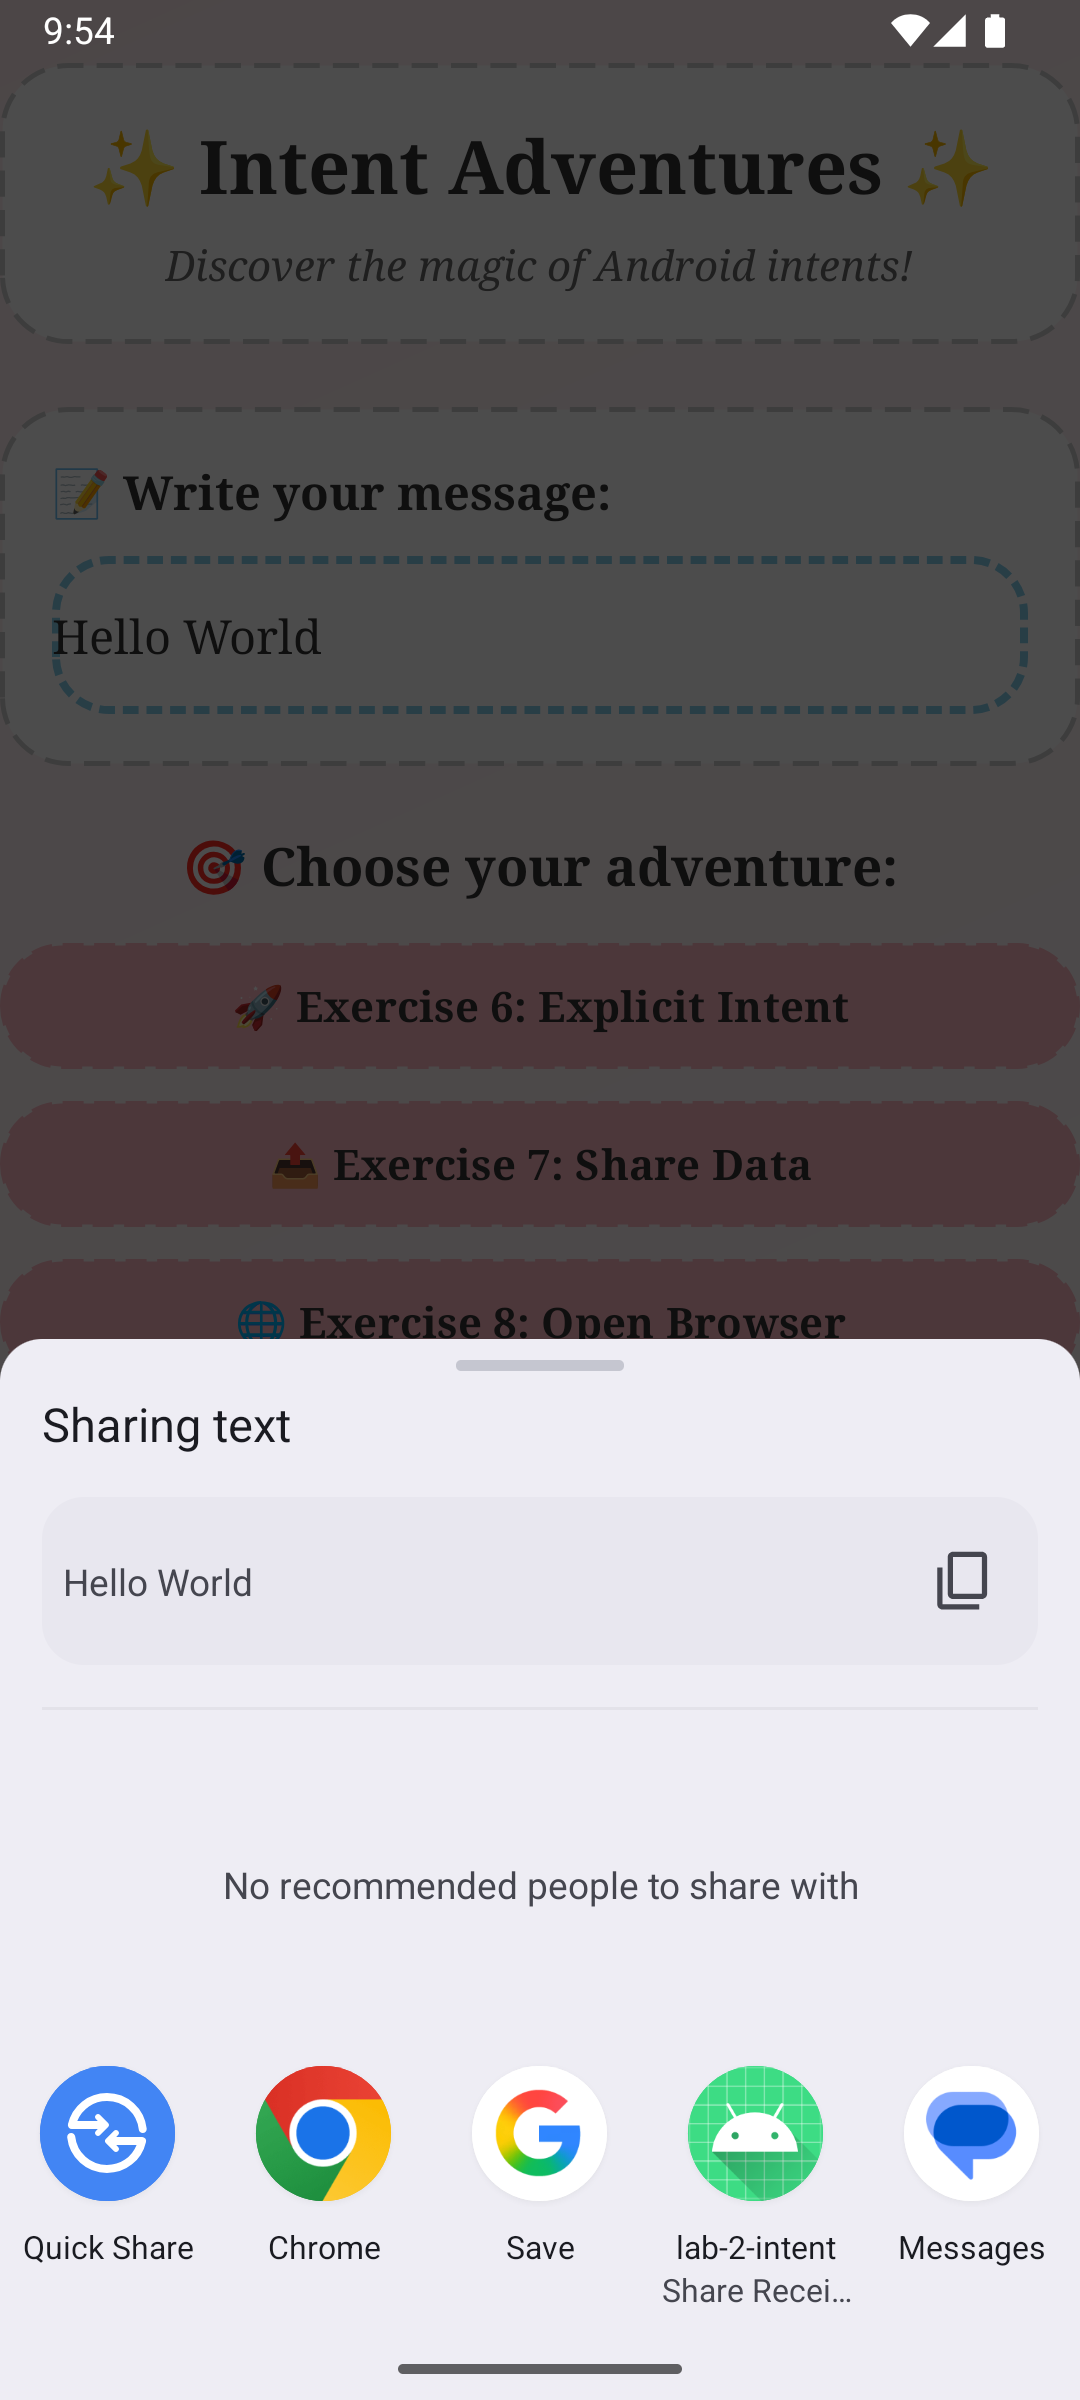 9:54
✨ Intent Adventures ✨
Discover the magic of Android intents!
📝 Write your message:
Hello World
🎯 Choose your adventure:
🚀 Exercise 6: Explicit Intent
📤 Exercise 7: Share Data
🌐 Exercise 8: Open Browser
Sharing text
Hello World
No recommended people to share with
Quick Share
Chrome
Save
lab-2-intent
Share Recei...
Messages